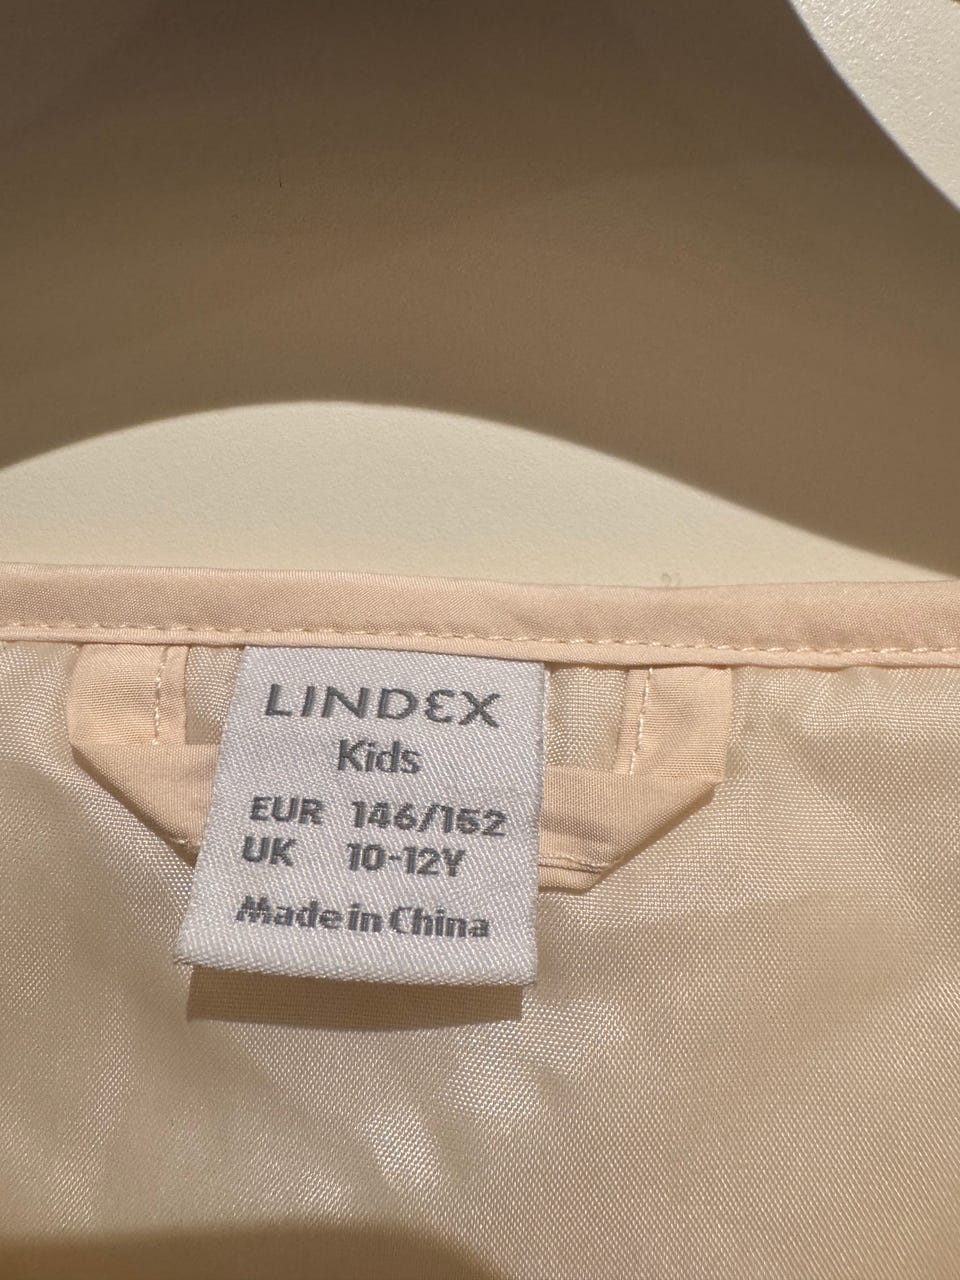 LINDEX
Kids
EUR 146/152
UK 10-12Y
Made in China